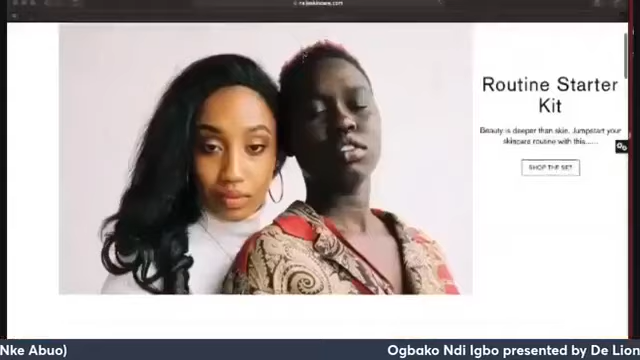 Routine Starter
Kit
Beauty is deeper than skin. Jumpstart your
skincare routine with this......
SHOP THE SET
Nke Abuo)
Ogbako Ndi Igbo presented by De Lion